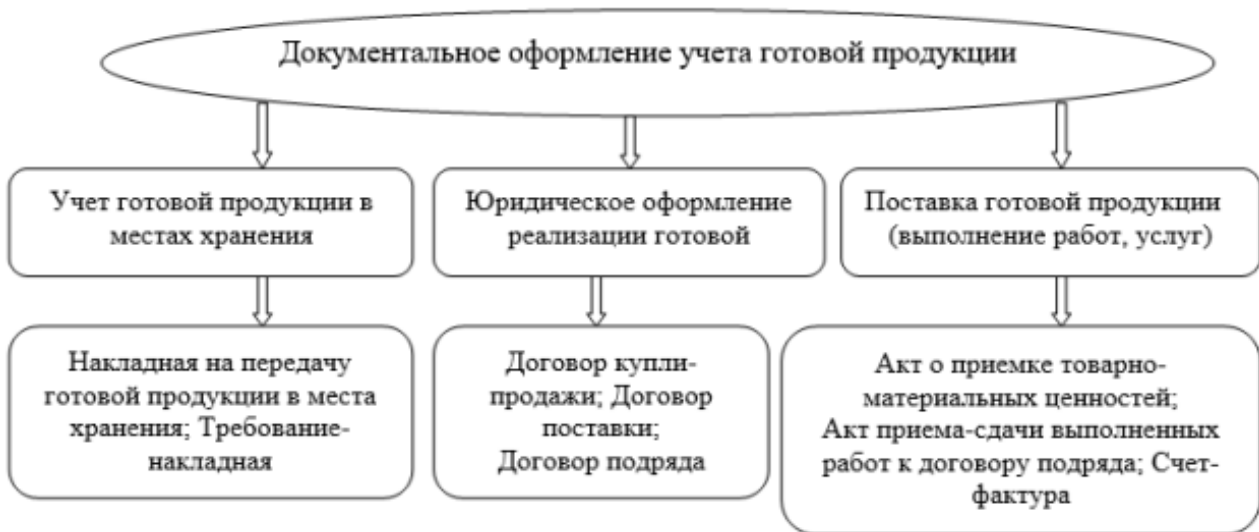 Документальное оформление учета готовой продукции
Учет готовой продукции в
местах хранения
Юридическое оформление
реализации готовой
Поставка готовой продукции
(выполнение работ, услуг)
Накладная на передачу
готовой продукции в места
хранения; Требование-
накладная
Договор купли-
продажи; Договор
поставки;
Договор подряда
Акт о приемке товарно-
материальных ценностей;
Акт приема-сдачи выполненных
работ к договору подряда; Счет-
фактура